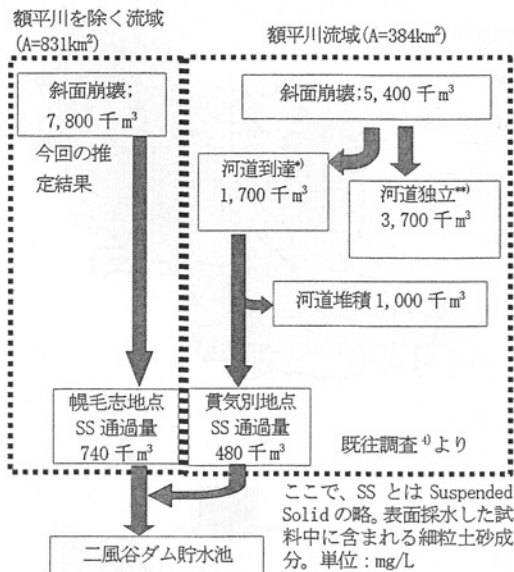 額平川を除く流域
(A=831km²)
額平川流域(A=384km²)
斜面崩壊;
7,800 千m³
今回の推
定結果
斜面崩壊;5,400 千m³
河道到達*)
1,700 千
m³
河道独立**)
3,700 千m³
河道堆積 1,000 千m³
幌毛志地点
SS 通過量
740 千m³
貫気別地点
SS 通過量
480 千m³
既往調査⁴⁾より
二風谷ダム貯水池
ここで、SS とは Suspended
Solid の略。表面採水した試
料中に含まれる細粒土砂成
分。単位：mg/L